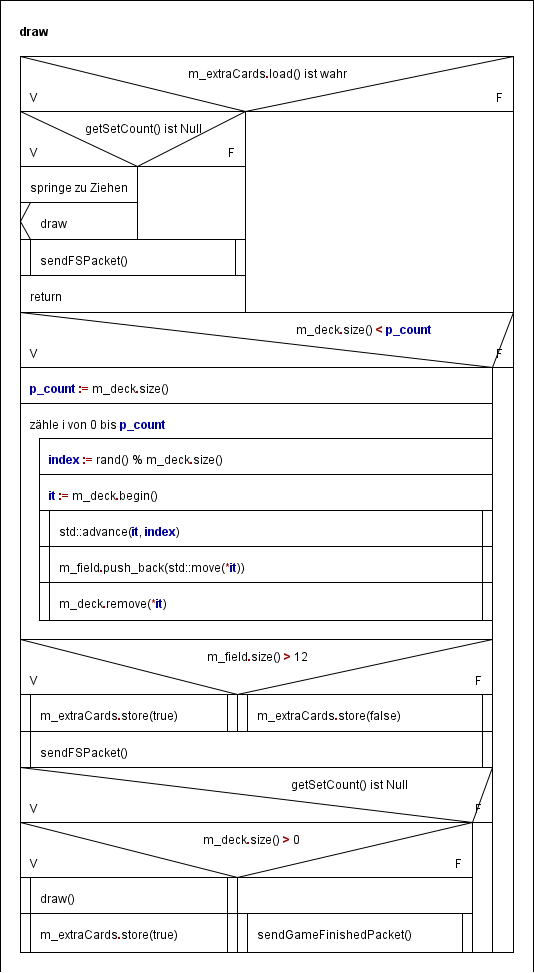 draw
m_extraCards.load() ist wahr
V
F
getSetCount() ist Null
V
F
springe zu Ziehen
draw
sendFSPacket()
return
m_deck.size() < p_count
V
F
p_count := m_deck.size()
zähle i von 0 bis p_count
index := rand() % m_deck.size()
it := m_deck.begin()
std::advance(it, index)
m_field.push_back(std::move(*it))
m_deck.remove(*it)
m_field.size() > 12
V
F
m_extraCards.store(true)
m_extraCards.store(false)
sendFSPacket()
getSetCount() ist Null
V
F
m_deck.size() > 0
V
F
draw()
m_extraCards.store(true)
sendGameFinishedPacket()